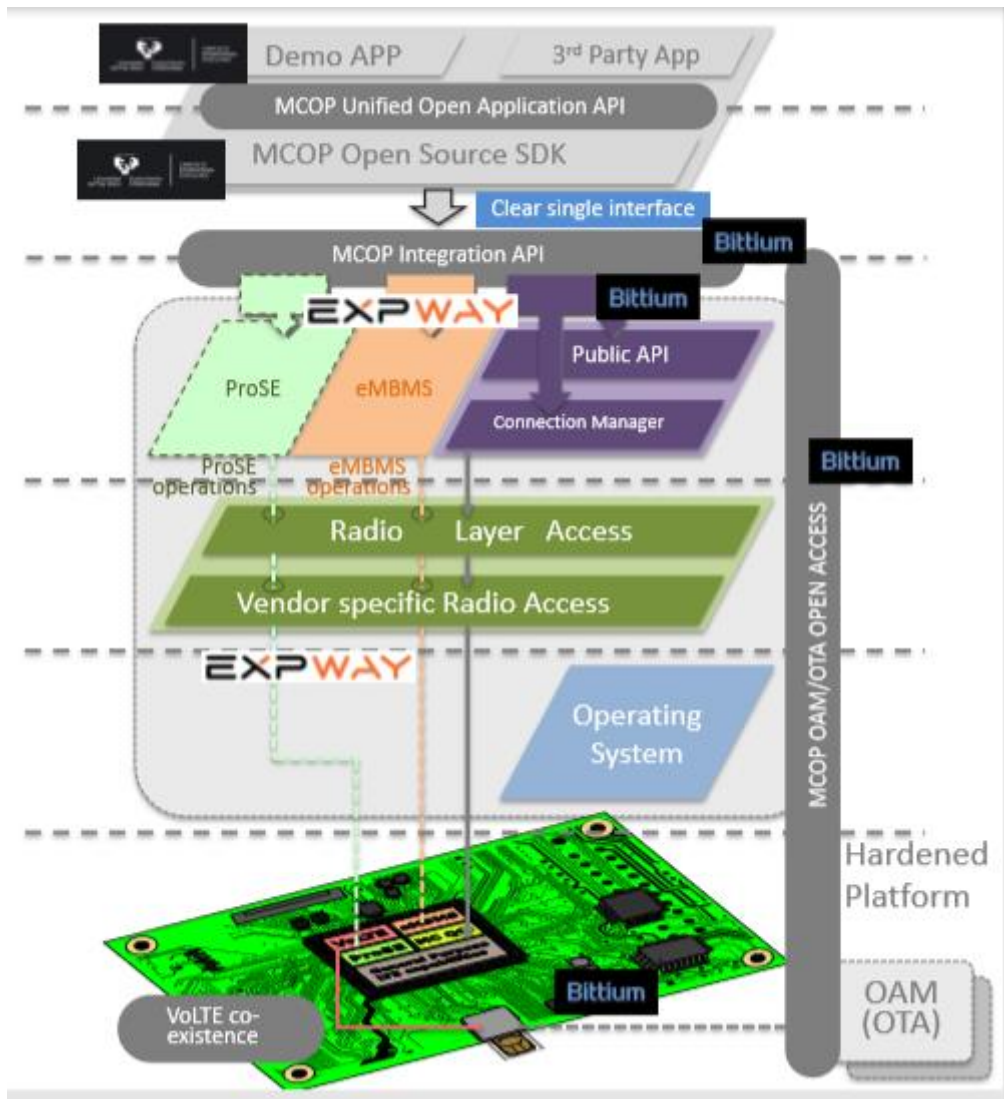 Demo APP
3rd Party App
MCOP Unified Open Application API
MCOP Open Source SDK
Clear single interface
Bittium
MCOP Integration API
Bittium
EXPWAY
Public API
ProSE
eMBMS
Connection Manager
Bittium
ProSE
operations
eMBMS
operations
Radio Layer Access
Vendor specific Radio Access
EXPWAY
Operating
System
MCOP OAM/OTA OPEN ACCESS
Hardened
Platform
VoLTE
ProSE
Bittium
OAM
(OTA)
VoLTE co-
existence